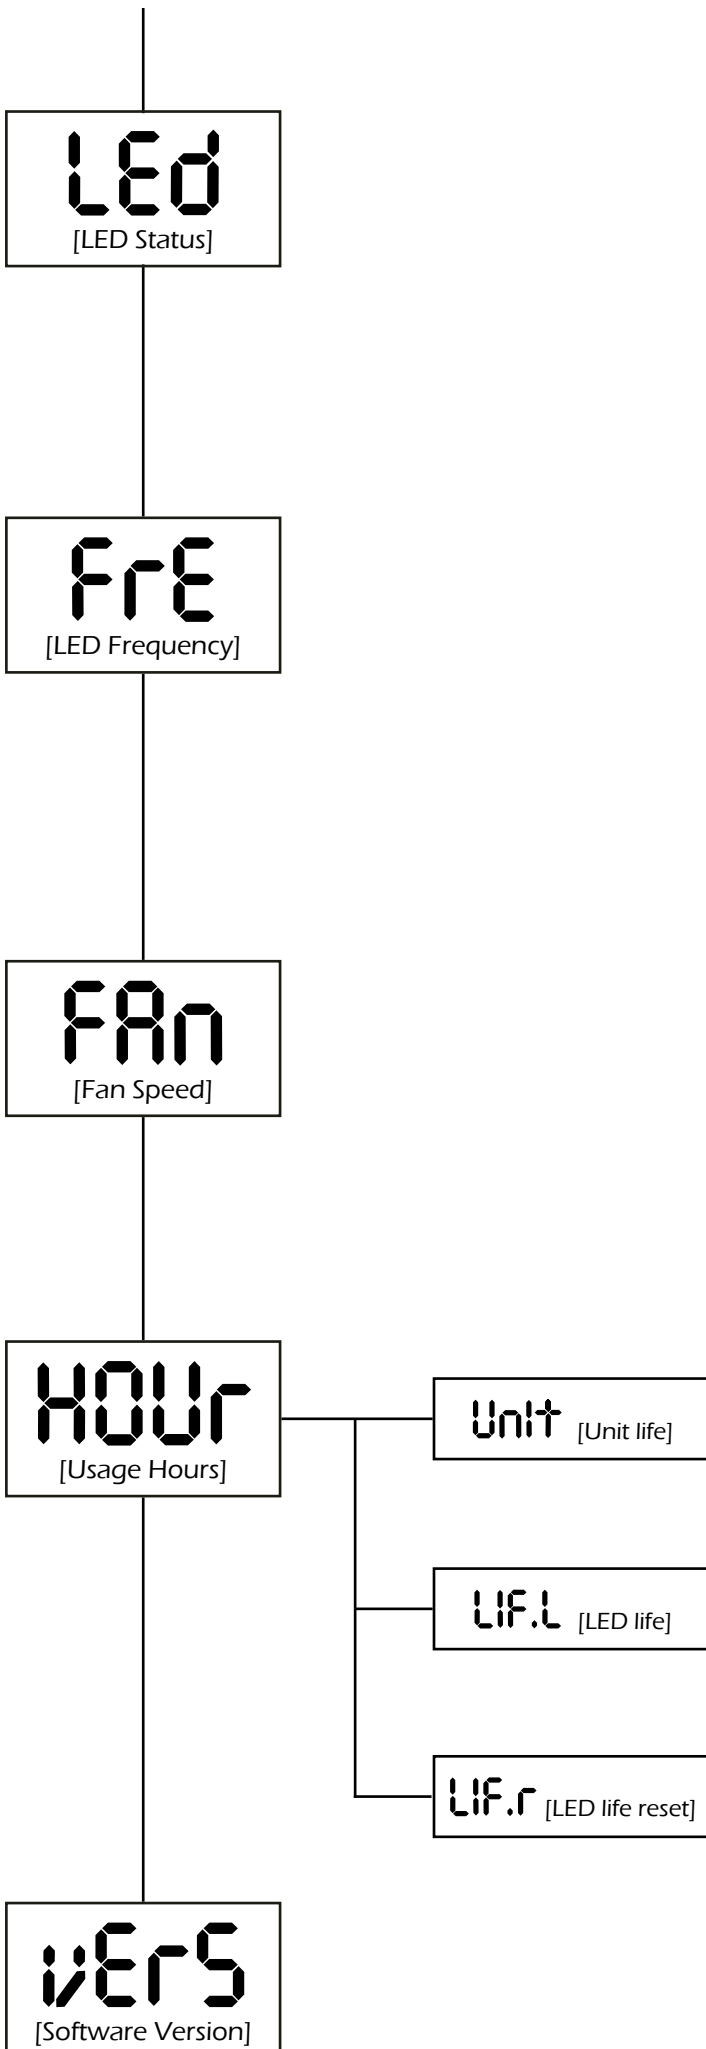 LEd
[LED Status]
FrE
[LED Frequency]
FAn
[Fan Speed]
HOUr
[Usage Hours]
UnIt [Unit life]
LIF.L [LED life]
LIF.r [LED life reset]
vErS
[Software Version]